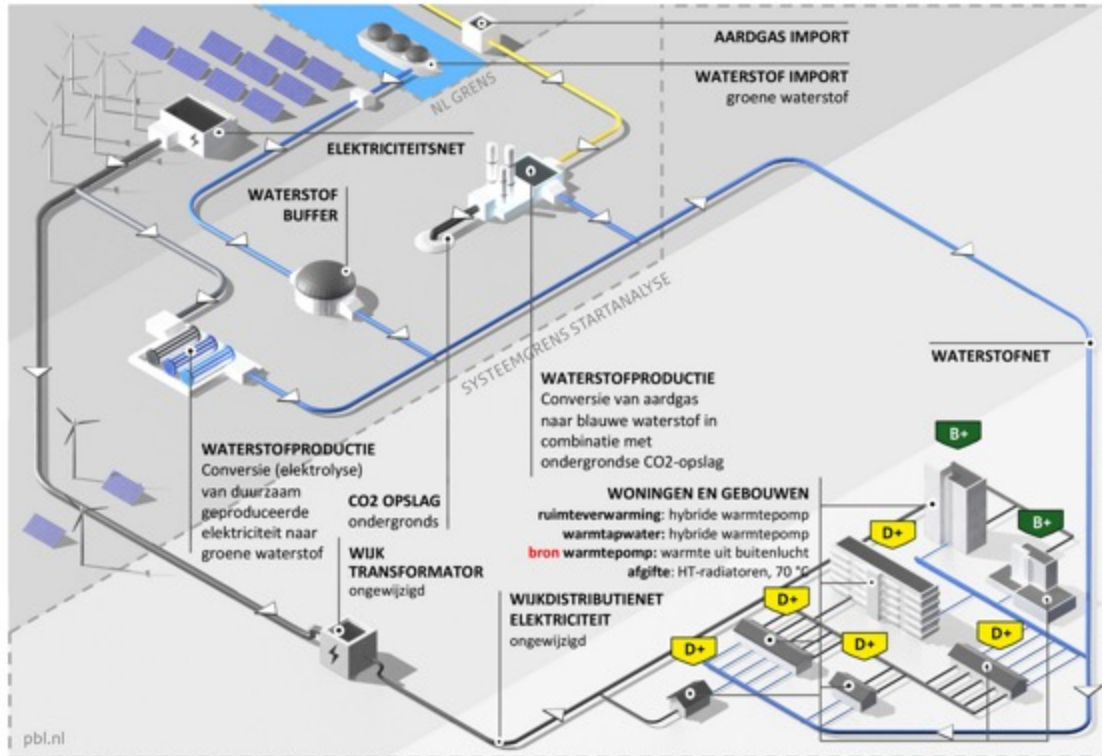 AARDGAS IMPORT
WATERSTOF IMPORT
groene waterstof
NL GRENS
ELEKTRICITEITSNET
WATERSTOF
BUFFER
SYSTEEMGRENS STARTANALYSE
WATERSTOFNET
WATERSTOFPRODUCTIE
Conversie van aardgas
naar blauwe waterstof in
combinatie met
ondergrondse CO2-opslag
WATERSTOFPRODUCTIE
Conversie (elektrolyse)
van duurzaam
geproduceerde
elektriciteit naar
groene waterstof
CO2 OPSLAG
ondergronds
WIJK
TRANSFORMATOR
ongewijzigd
WONINGEN EN GEBOUWEN
ruimteverwarming: hybride warmtepomp
warmtapwater: hybride warmtepomp
bron warmtepomp: warmte uit buitenlucht
afgifte: HT-radiatoren, 70 °C
WIJKDISTRIBUTIENET
ELEKTRICITEIT
ongewijzigd
B+
B+
D+
D+
D+
D+
D+
pbl.nl